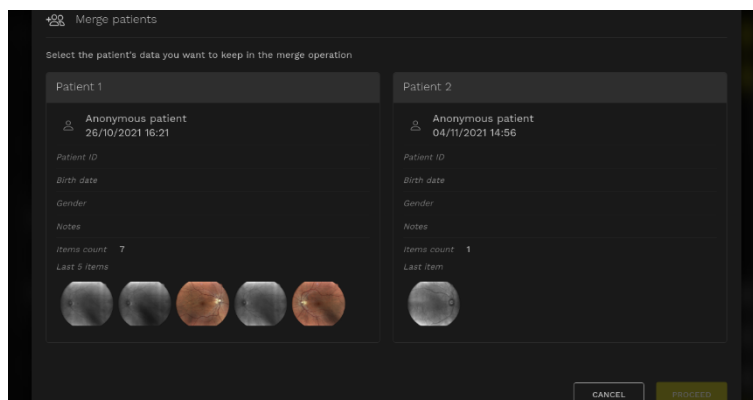 Merge patients
Select the patient's data you want to keep in the merge operation
Patient 1
Anonymous patient
26/10/2021 16:21
Patient ID
Birth date
Gender
Notes
Items count 7
Last 5 items
Patient 2
Anonymous patient
04/11/2021 14:56
Patient ID
Birth date
Gender
Notes
Items count 1
Last item
CANCEL PROCEED